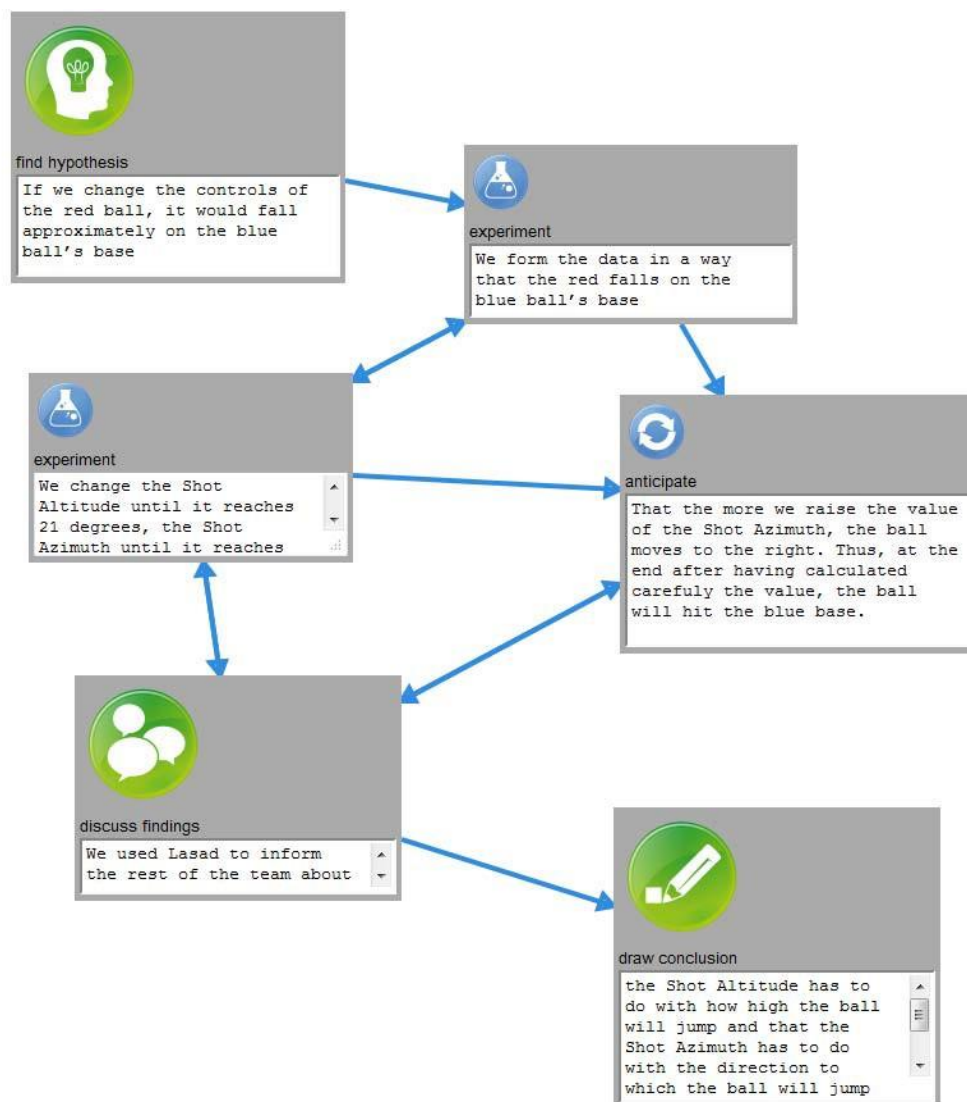 find hypothesis
If we change the controls of
the red ball, it would fall
approximately on the blue
ball's base
experiment
We form the data in a way
that the red falls on the
blue ball's base
experiment
We change the Shot
Altitude until it reaches
21 degrees, the Shot
Azimuth until it reaches
anticipate
That the more we raise the value
of the Shot Azimuth, the ball
moves to the right. Thus, at the
end after having calculated
carefuly the value, the ball
will hit the blue base.
discuss findings
We used Lasad to inform
the rest of the team about
draw conclusion
the Shot Altitude has to
do with how high the ball
will jump and that the
Shot Azimuth has to do
with the direction to
which the ball will jump